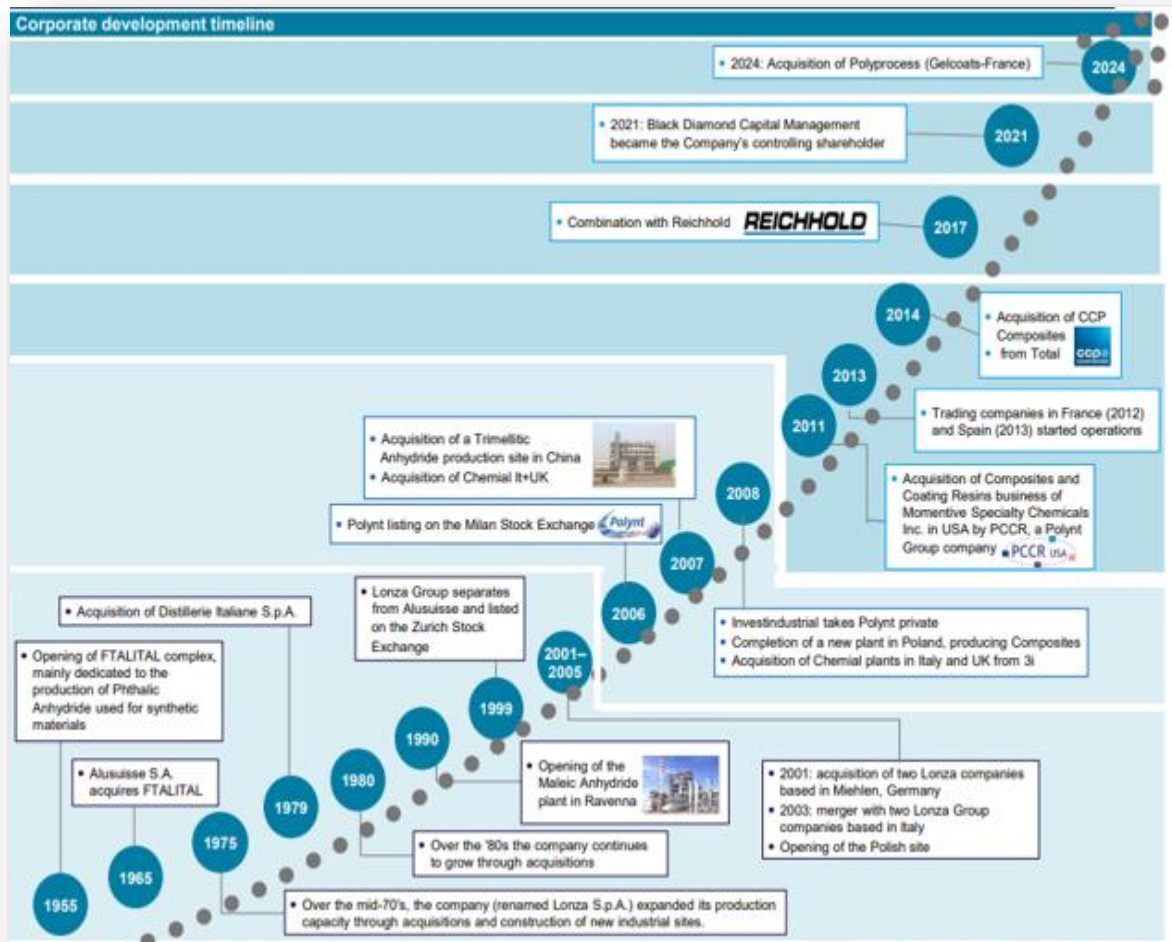 Corporate development timeline
• 2024: Acquisition of Polyprocess (Gelcoats-France)
2024
• 2021: Black Diamond Capital Management
became the Company's controlling shareholder
2021
• Combination with Reichhold
REICHHOLD
2017
2014
• Acquisition of CCP
Composites
• from Total
ccp
2013
• Trading companies in France (2012)
and Spain (2013) started operations
2011
• Acquisition of Composites and
Coating Resins business of
Momentive Specialty Chemicals
Inc. in USA by PCCR, a Polynt
Group company
PCCR USA
• Acquisition of a Trimellitic
Anhydride production site in China
• Acquisition of Chemial It+UK
2008
• Polynt listing on the Milan Stock Exchange
Polynt
2007
2006
• Investindustrial takes Polynt private
• Completion of a new plant in Poland, producing Composites
• Acquisition of Chemial plants in Italy and UK from 3i
• Lonza Group separates
from Alusuisse and listed
on the Zurich Stock
Exchange
• Acquisition of Distillerie Italiane S.p.A.
2001–
2005
• Opening of FTALITAL complex,
mainly dedicated to the
production of Phthalic
Anhydride used for synthetic
materials
1999
1990
• Alusuisse S.A.
acquires FTALITAL
1980
• Opening of the
Maleic Anhydride
plant in Ravenna
• 2001: acquisition of two Lonza companies
based in Miehlen, Germany
• 2003: merger with two Lonza Group
companies based in Italy
• Opening of the Polish site
1979
1975
• Over the '80s the company continues
to grow through acquisitions
1965
1955
• Over the mid-70's, the company (renamed Lonza S.p.A.) expanded its production
capacity through acquisitions and construction of new industrial sites.